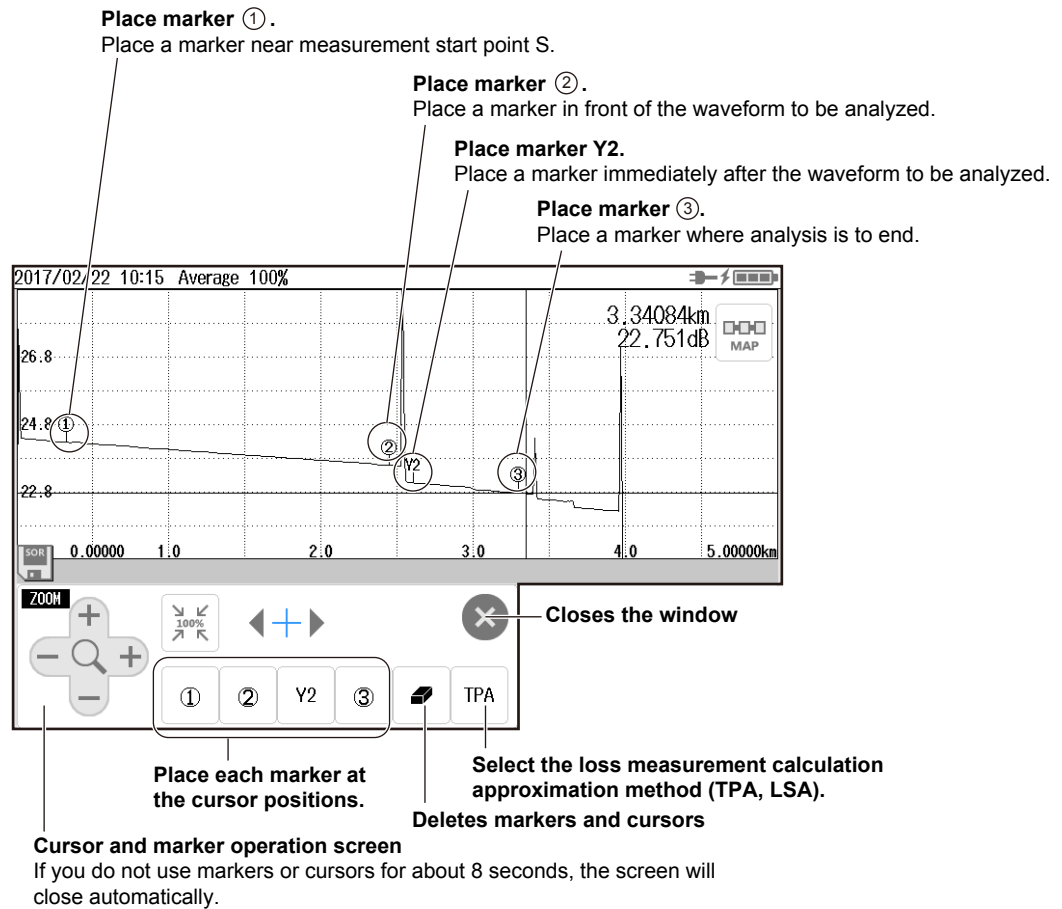 Place marker ①.
Place a marker near measurement start point S.
Place marker ②.
Place a marker in front of the waveform to be analyzed.
Place marker Y2.
Place a marker immediately after the waveform to be analyzed.
Place marker ③.
Place a marker where analysis is to end.
2017/02/22 10:15 Average 100%
3.34084km
22.751dB
MAP
26.8
24.8 ①
②
Y2
③
22.8
SOR 0.00000 1.0 2.0 3.0 4.0 5.00000km
ZOOM
100%
Closes the window
① ② Y2 ③ TPA
Place each marker at
the cursor positions.
Select the loss measurement calculation
approximation method (TPA, LSA).
Deletes markers and cursors
Cursor and marker operation screen
If you do not use markers or cursors for about 8 seconds, the screen will
close automatically.